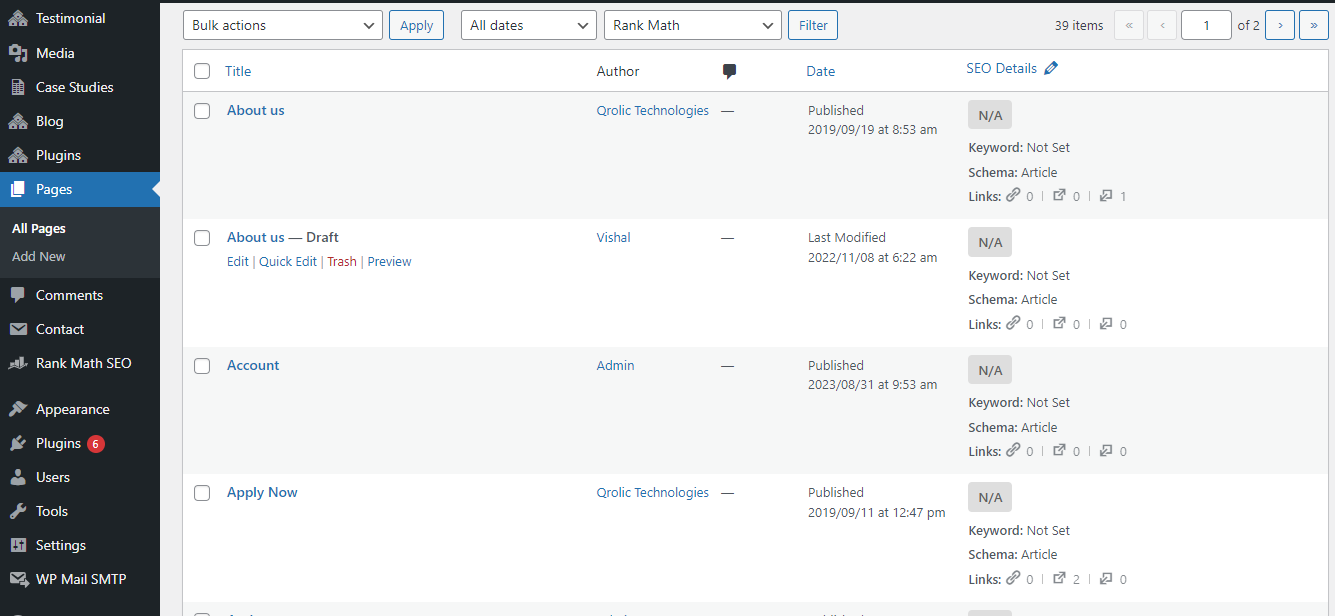 Testimonial
Media
Case Studies
Blog
Plugins
Pages
All Pages
Add New
Comments
Contact
Rank Math SEO
Appearance
Plugins 6
Users
Tools
Settings
WP Mail SMTP
Bulk actions Apply All dates Rank Math Filter 39 items « ‹ 1 of 2 › »
Title Author Date SEO Details
About us Qrolic Technologies — Published N/A
2019/09/19 at 8:53 am
Keyword: Not Set
Schema: Article
Links: 0 | 0 | 1
About us — Draft Vishal — Last Modified N/A
Edit | Quick Edit | Trash | Preview 2022/11/08 at 6:22 am
Keyword: Not Set
Schema: Article
Links: 0 | 0 | 0
Account Admin — Published N/A
2023/08/31 at 9:53 am
Keyword: Not Set
Schema: Article
Links: 0 | 0 | 0
Apply Now Qrolic Technologies — Published N/A
2019/09/11 at 12:47 pm
Keyword: Not Set
Schema: Article
Links: 0 | 2 | 0